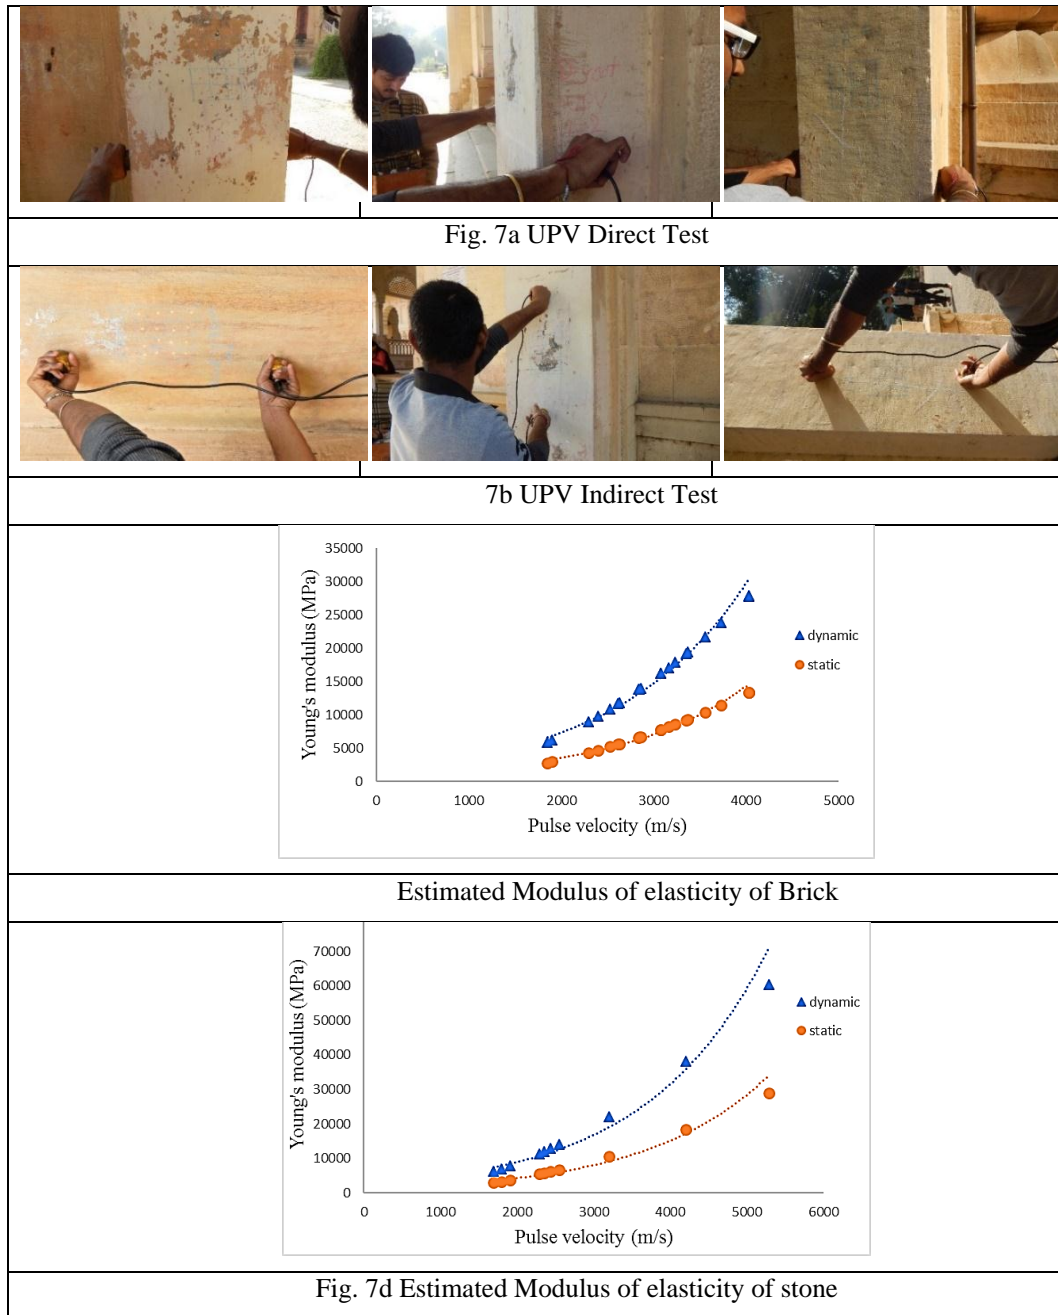 Fig. 7a UPV Direct Test
7b UPV Indirect Test
35000
30000
25000
20000
15000
10000
5000
0
Young's modulus (MPa)
dynamic
static
0 1000 2000 3000 4000 5000
Pulse velocity (m/s)
Estimated Modulus of elasticity of Brick
70000
60000
50000
40000
30000
20000
10000
0
Young's modulus (MPa)
dynamic
static
0 1000 2000 3000 4000 5000 6000
Pulse velocity (m/s)
Fig. 7d Estimated Modulus of elasticity of stone